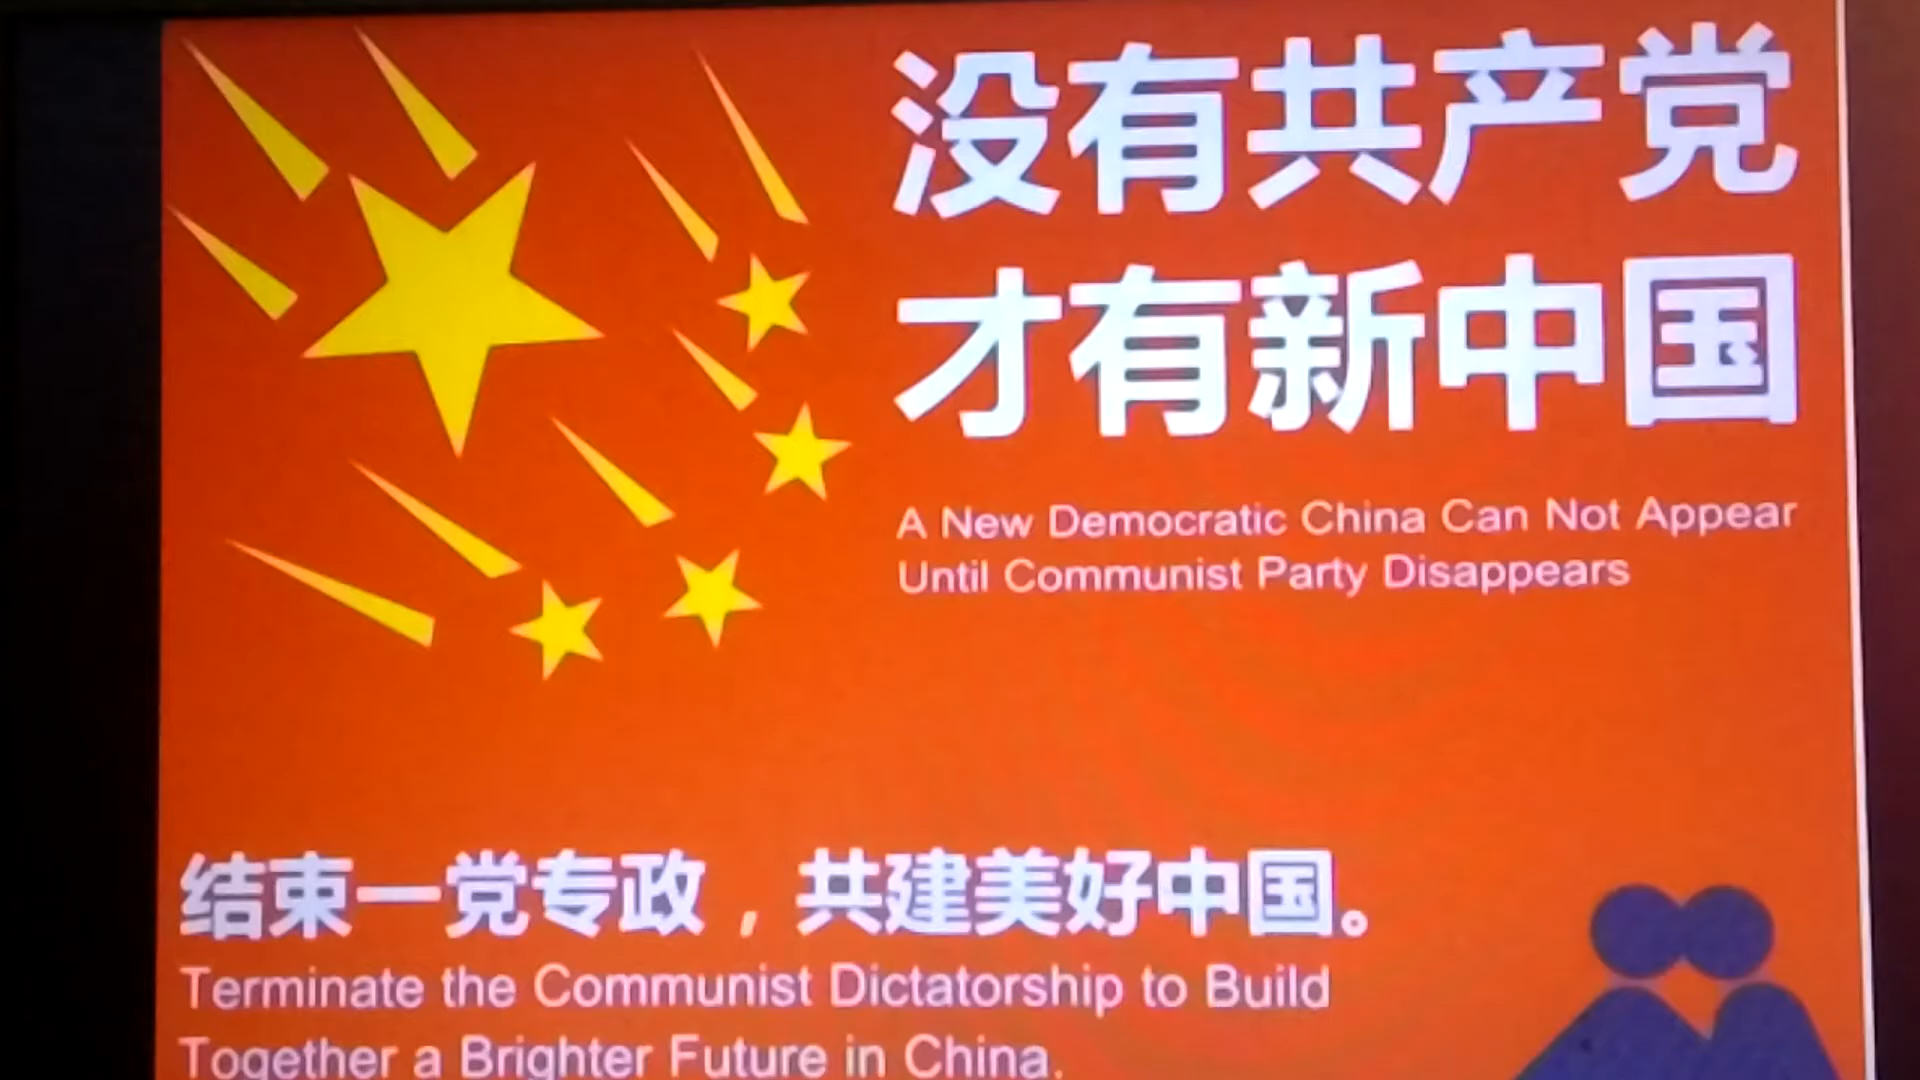 没有共产党
才有新中国
A New Democratic China Can Not Appear
Until Communist Party Disappears
结束一党专政，共建美好中国。
Terminate the Communist Dictatorship to Build
Together a Brighter Future in China.